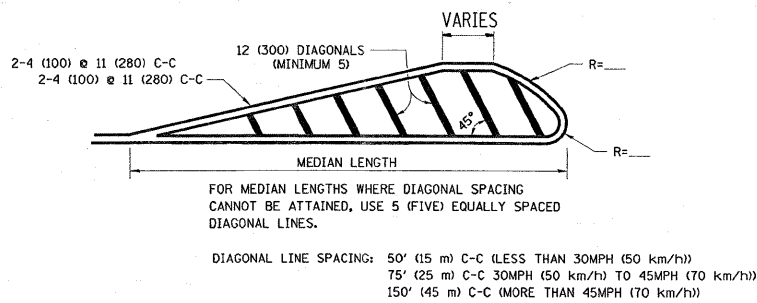 VARIES
12 (300) DIAGONALS
(MINIMUM 5)
2-4 (100) @ 11 (280) C-C
2-4 (100) @ 11 (280) C-C
R=___
45°
R=___
MEDIAN LENGTH
FOR MEDIAN LENGTHS WHERE DIAGONAL SPACING
CANNOT BE ATTAINED, USE 5 (FIVE) EQUALLY SPACED
DIAGONAL LINES.
DIAGONAL LINE SPACING: 50' (15 m) C-C (LESS THAN 30MPH (50 km/h))
75' (25 m) C-C 30MPH (50 km/h) TO 45MPH (70 km/h))
150' (45 m) C-C (MORE THAN 45MPH (70 km/h))